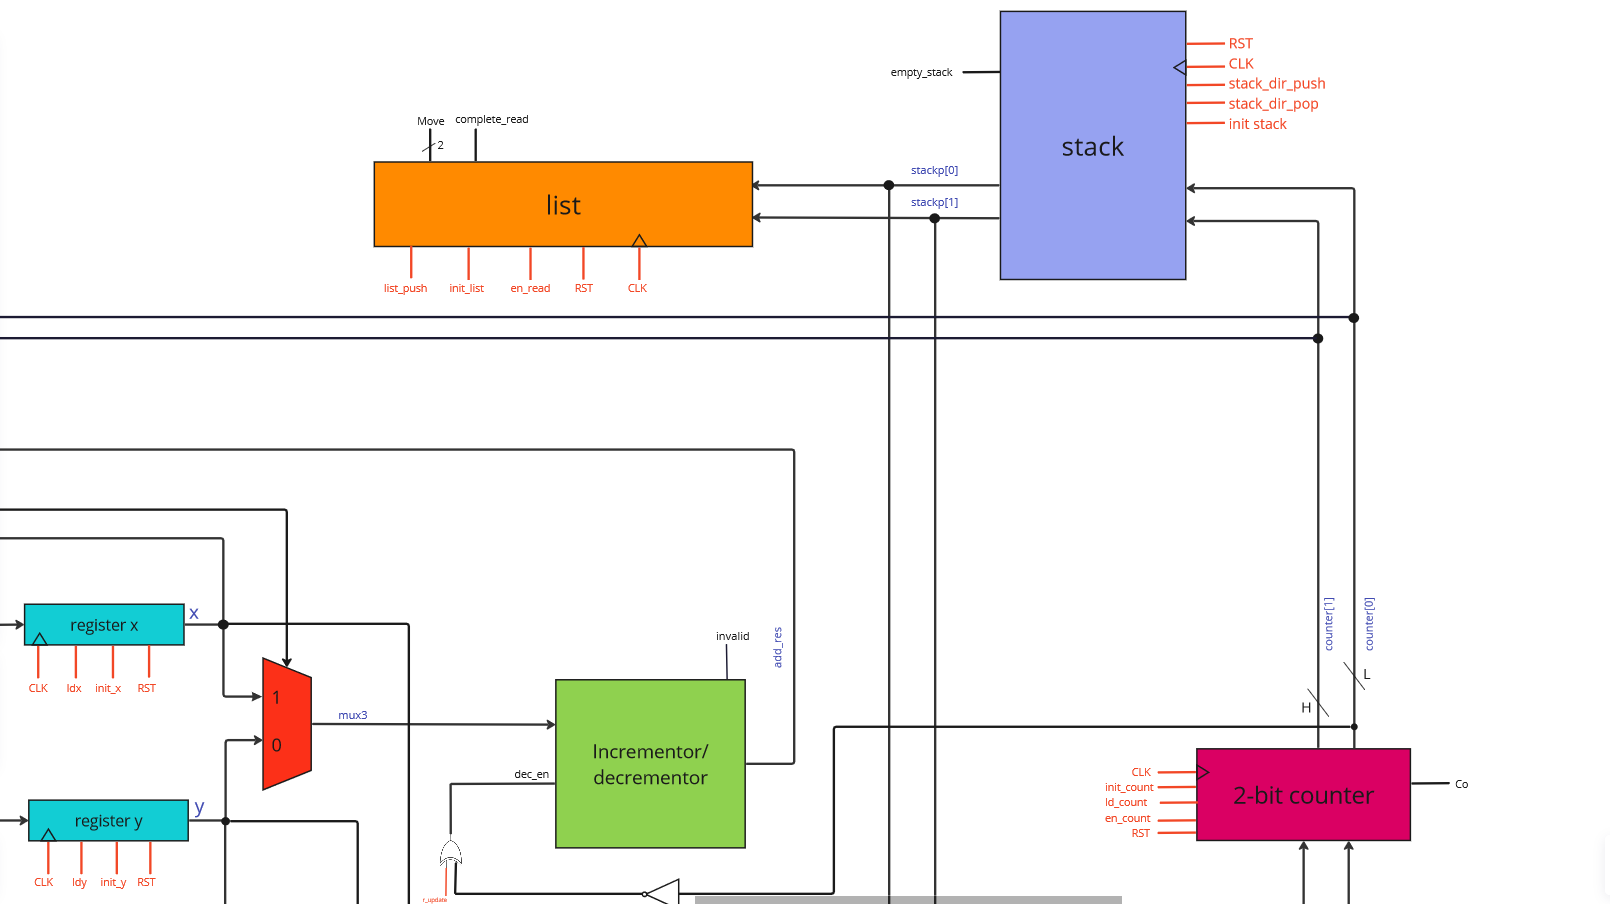 RST
CLK
stack_dir_push
stack_dir_pop
init stack
empty_stack
stack
Move
complete_read
2
list
stackp[0]
stackp[1]
list_push
init_list
en_read
RST
CLK
x
register x
CLK
ldx
init_x
RST
1
0
mux3
invalid
add_res
Incrementor/
decrementor
dec_en
counter[1]
counter[0]
L
H
y
register y
CLK
ldy
init_y
RST
r_update
CLK
init_count
ld_count
en_count
RST
2-bit counter
Co